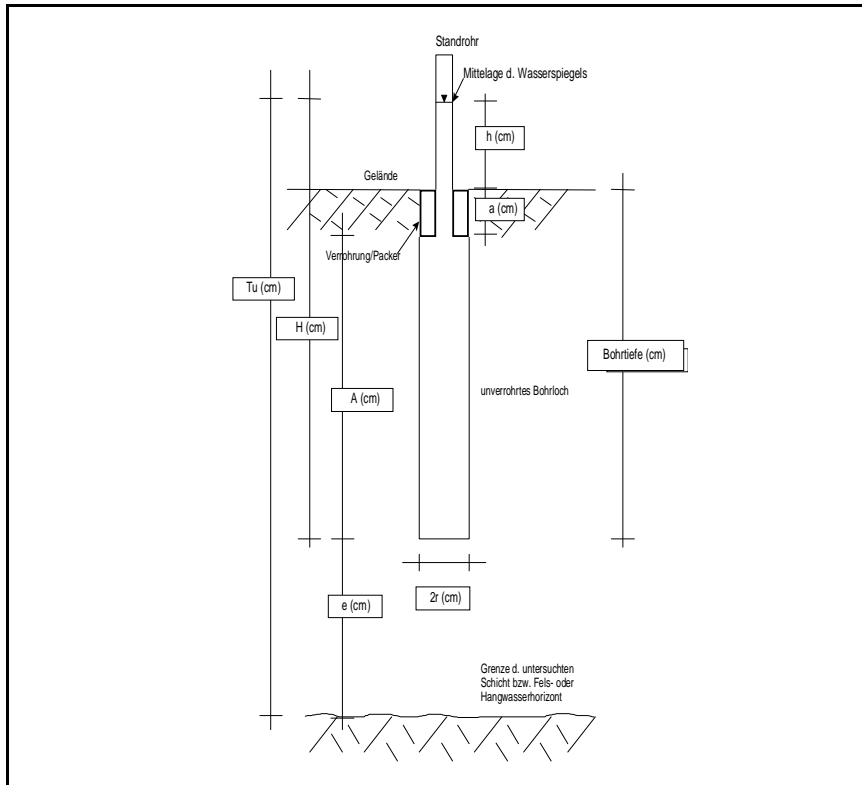 Standrohr
Mittelage d. Wasserspiegels
h (cm)
Gelände
a (cm)
Verrohrung/Packer
Tu (cm)
H (cm)
Bohrtiefe (cm)
A (cm)
unverrohrtes Bohrloch
2r (cm)
e (cm)
Grenze d. untersuchten
Schicht bzw. Fels- oder
Hangwasserhorizont